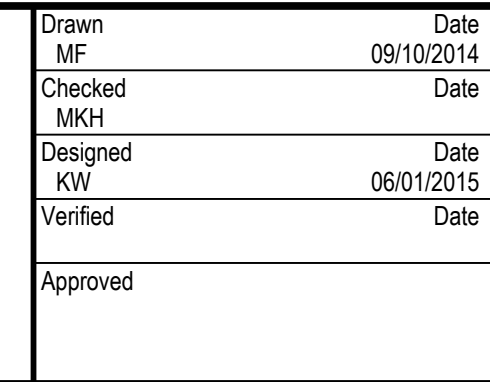 Drawn Date
MF 09/10/2014
Checked Date
MKH
Designed Date
KW 06/01/2015
Verified Date
Approved